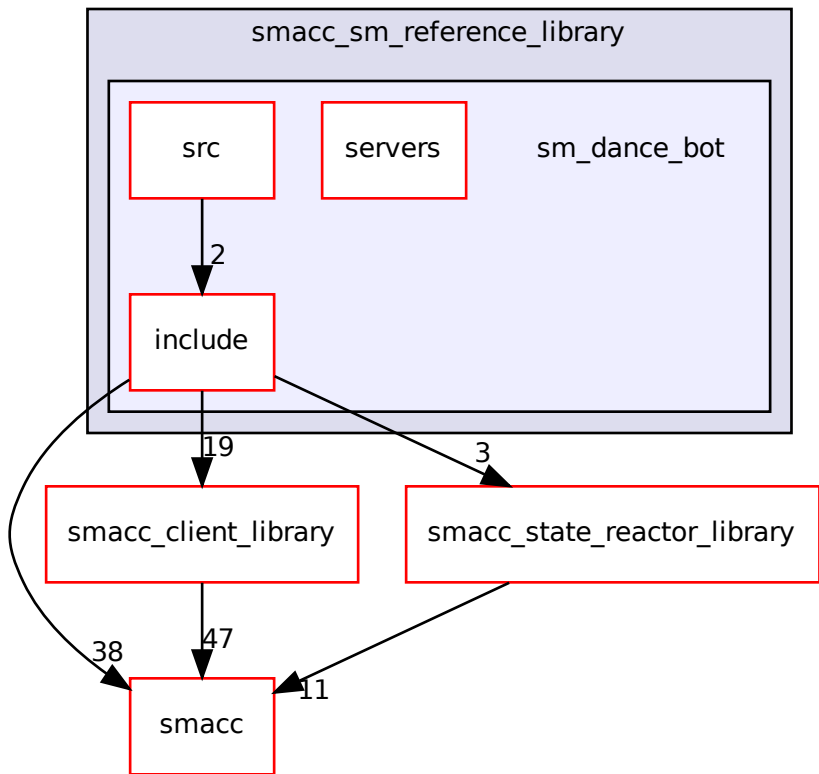 smacc_sm_reference_library
src
servers
sm_dance_bot
2
include
19
3
smacc_client_library
smacc_state_reactor_library
38
47
11
smacc